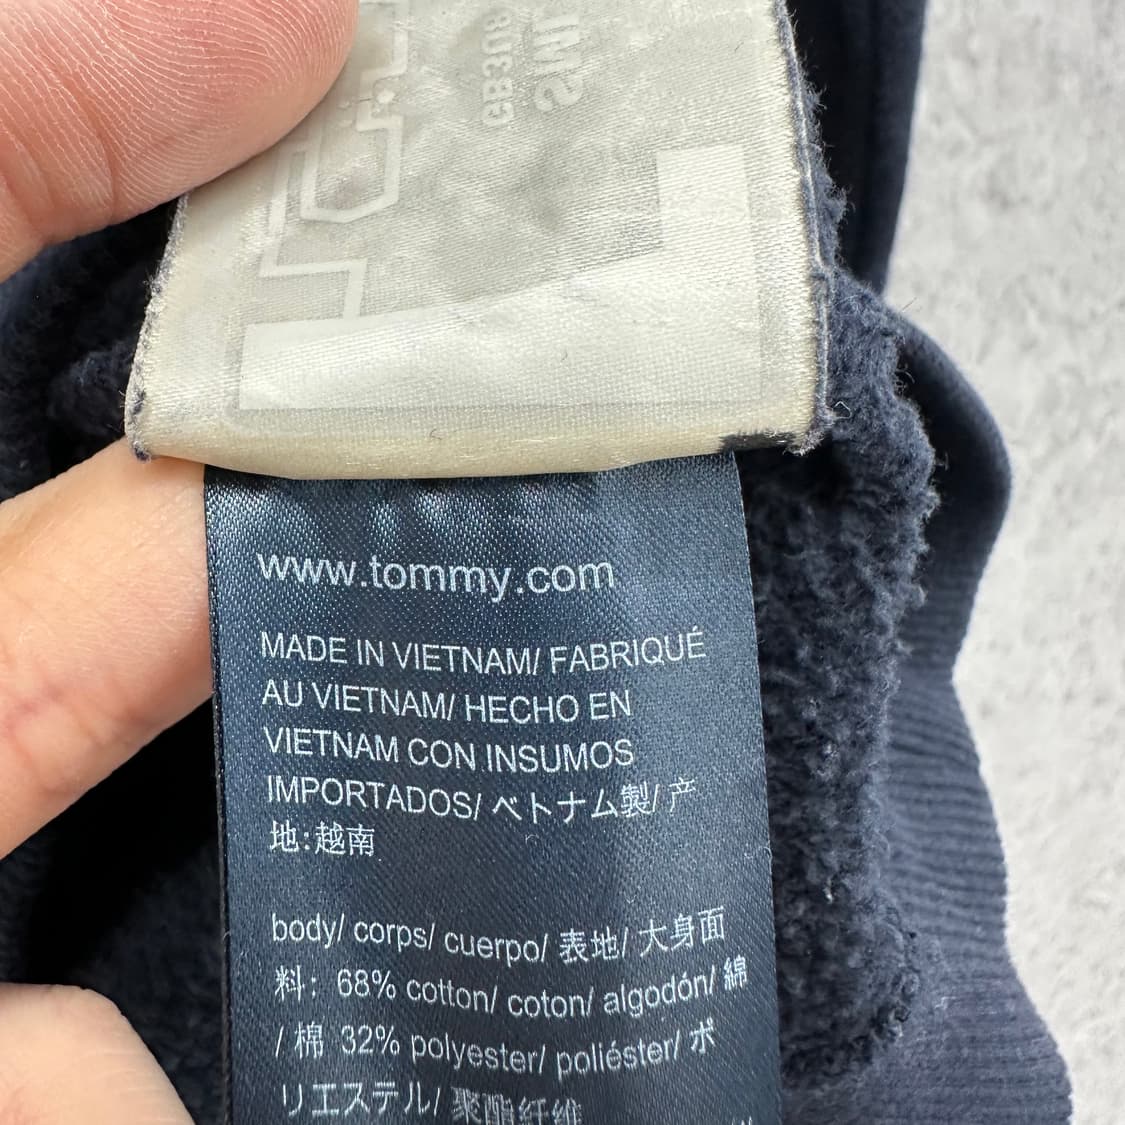 SMI
GB308
www.tommy.com
MADE IN VIETNAM/ FABRIQUÉ
AU VIETNAM/ HECHO EN
VIETNAM CON INSUMOS
IMPORTADOS/ ベトナム製/ 产
地:越南
body/ corps/ cuerpo/ 表地/ 大身面
料: 68% cotton/ coton/ algodón/ 綿
/ 棉 32% polyester/ poliéster/ ポ
リエステル/ 聚酯纤维